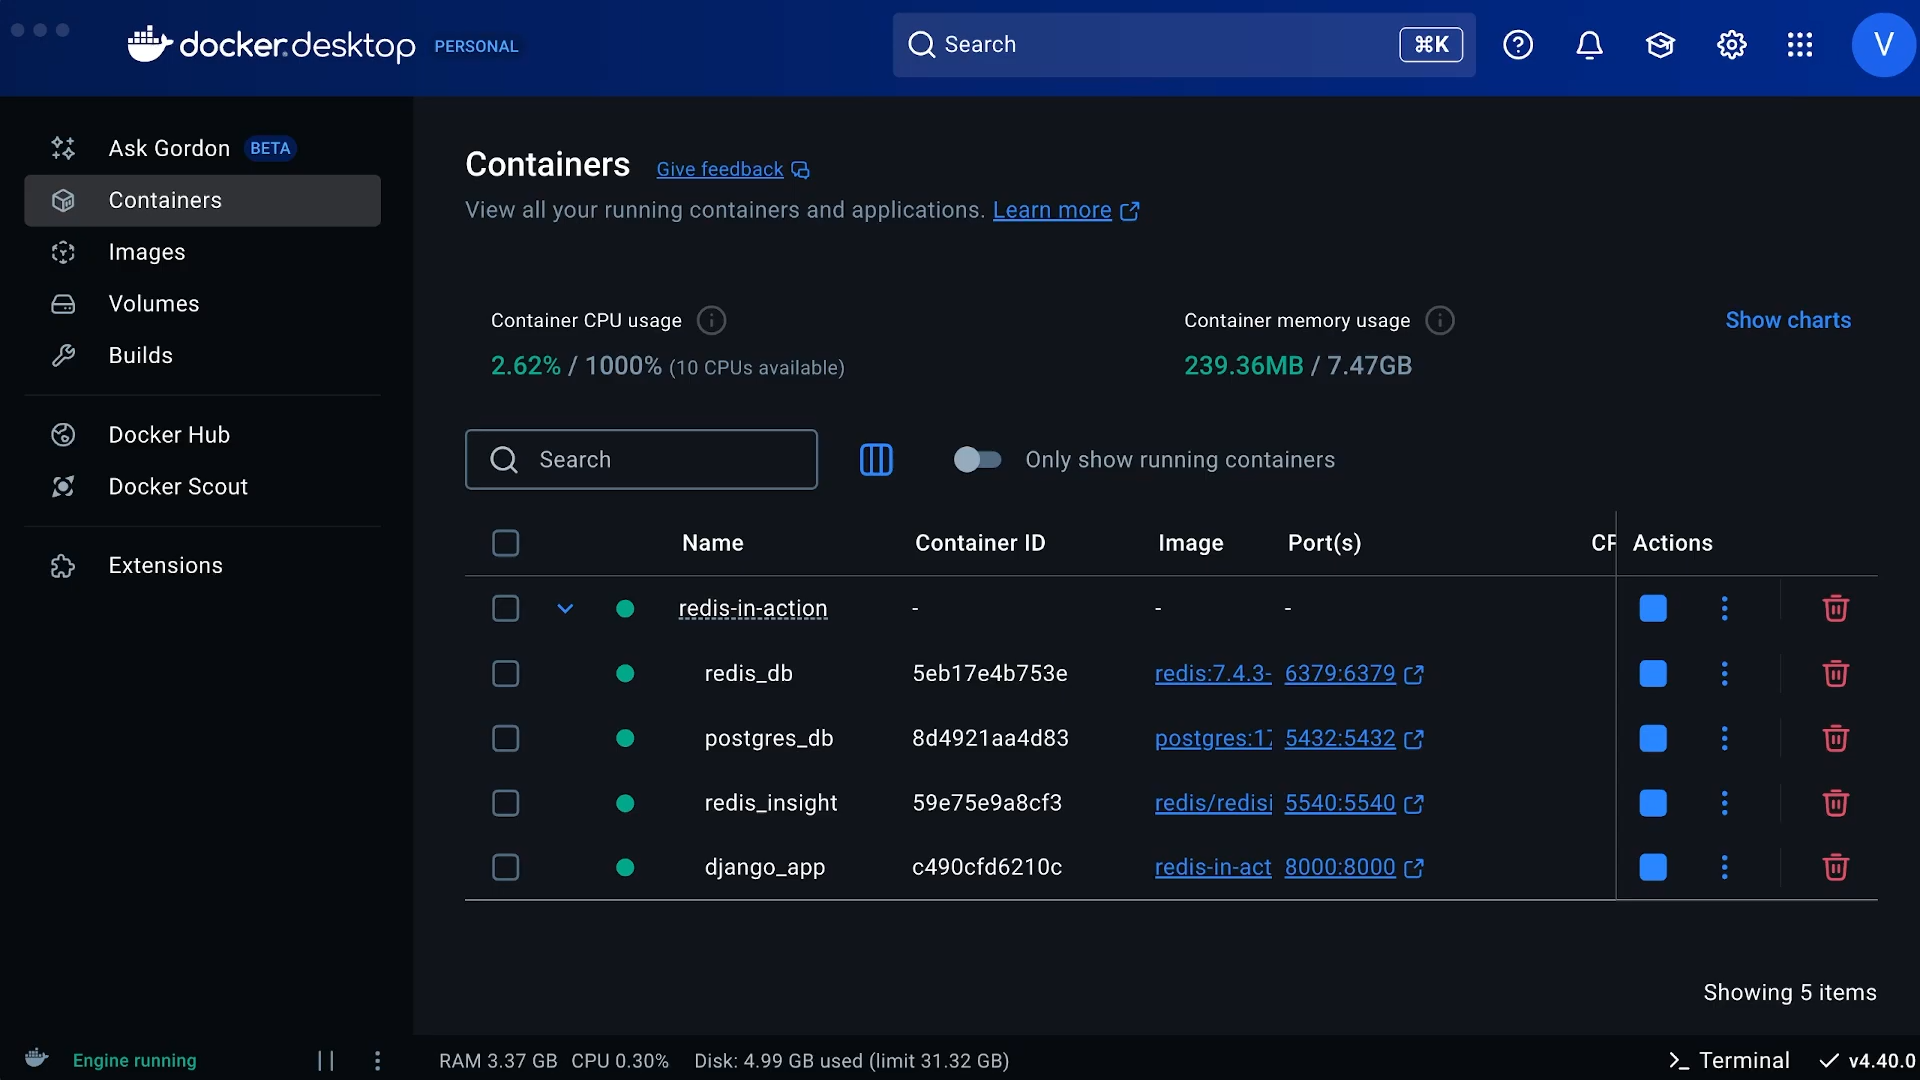 docker.desktop PERSONAL
Search ⌘K
V
Ask Gordon BETA
Containers
Images
Volumes
Builds
Docker Hub
Docker Scout
Extensions
Containers Give feedback
View all your running containers and applications. Learn more
Container CPU usage
2.62% / 1000% (10 CPUs available)
Container memory usage
239.36MB / 7.47GB
Show charts
Search
Only show running containers
Name Container ID Image Port(s) CP Actions
redis-in-action - - -
redis_db 5eb17e4b753e redis:7.4.3- 6379:6379
postgres_db 8d4921aa4d83 postgres:17 5432:5432
redis_insight 59e75e9a8cf3 redis/redisi 5540:5540
django_app c490cfd6210c redis-in-act 8000:8000
Showing 5 items
Engine running
RAM 3.37 GB CPU 0.30% Disk: 4.99 GB used (limit 31.32 GB)
Terminal v4.40.0